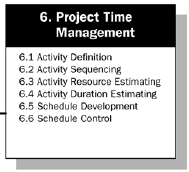 6. Project Time
Management
6.1 Activity Definition
6.2 Activity Sequencing
6.3 Activity Resource Estimating
6.4 Activity Duration Estimating
6.5 Schedule Development
6.6 Schedule Control